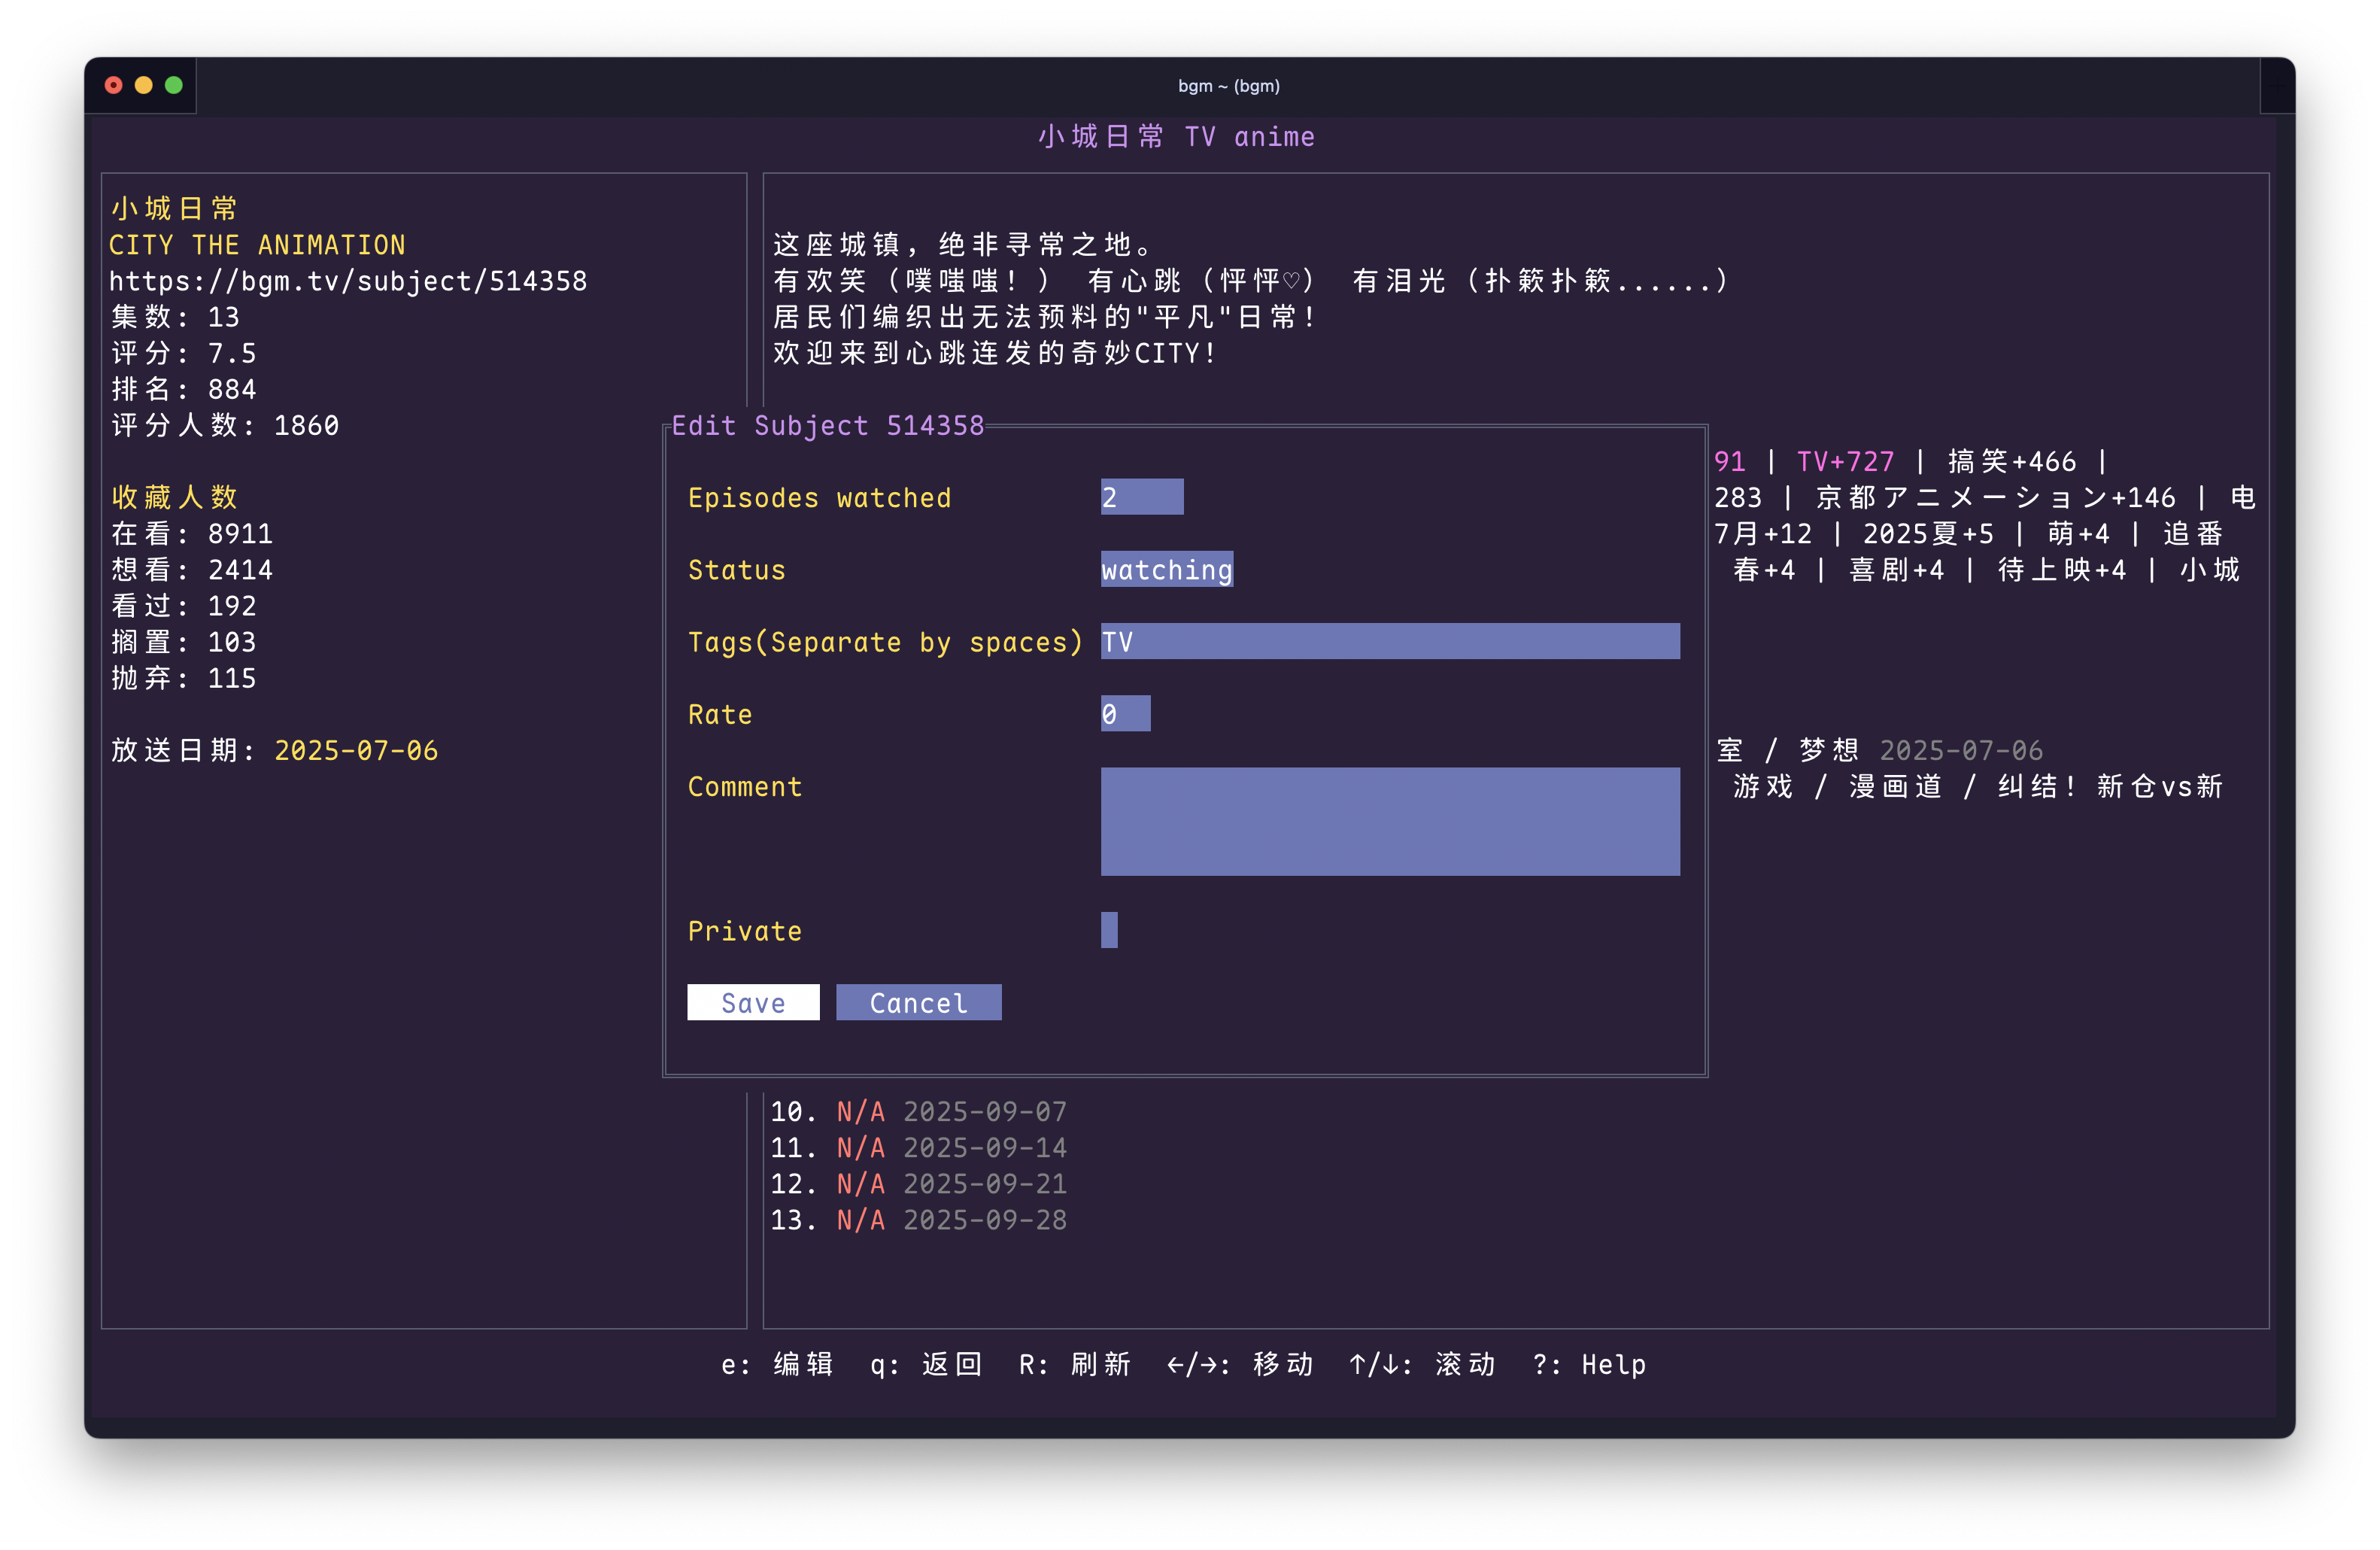 bgm ~ (bgm)
小城日常 TV anime
小城日常
CITY THE ANIMATION
https://bgm.tv/subject/514358
集数: 13
评分: 7.5
排名: 884
评分人数: 1860
收藏人数
在看: 8911
想看: 2414
看过: 192
搁置: 103
抛弃: 115
放送日期: 2025-07-06
这座城镇，绝非寻常之地。
有欢笑（噗嗤嗤！） 有心跳（怦怦♡） 有泪光（扑簌扑簌......）
居民们编织出无法预料的"平凡"日常！
欢迎来到心跳连发的奇妙CITY！
91 | TV+727 | 搞笑+466 |
283 | 京都アニメーション+146 | 电
7月+12 | 2025夏+5 | 萌+4 | 追番
春+4 | 喜剧+4 | 待上映+4 | 小城
室 / 梦想 2025-07-06
游戏 / 漫画道 / 纠结！新仓vs新
Edit Subject 514358
Episodes watched 2
Status watching
Tags(Separate by spaces) TV
Rate 0
Comment
Private
Save Cancel
10. N/A 2025-09-07
11. N/A 2025-09-14
12. N/A 2025-09-21
13. N/A 2025-09-28
e: 编辑 q: 返回 R: 刷新 ←/→: 移动 ↑/↓: 滚动 ?: Help